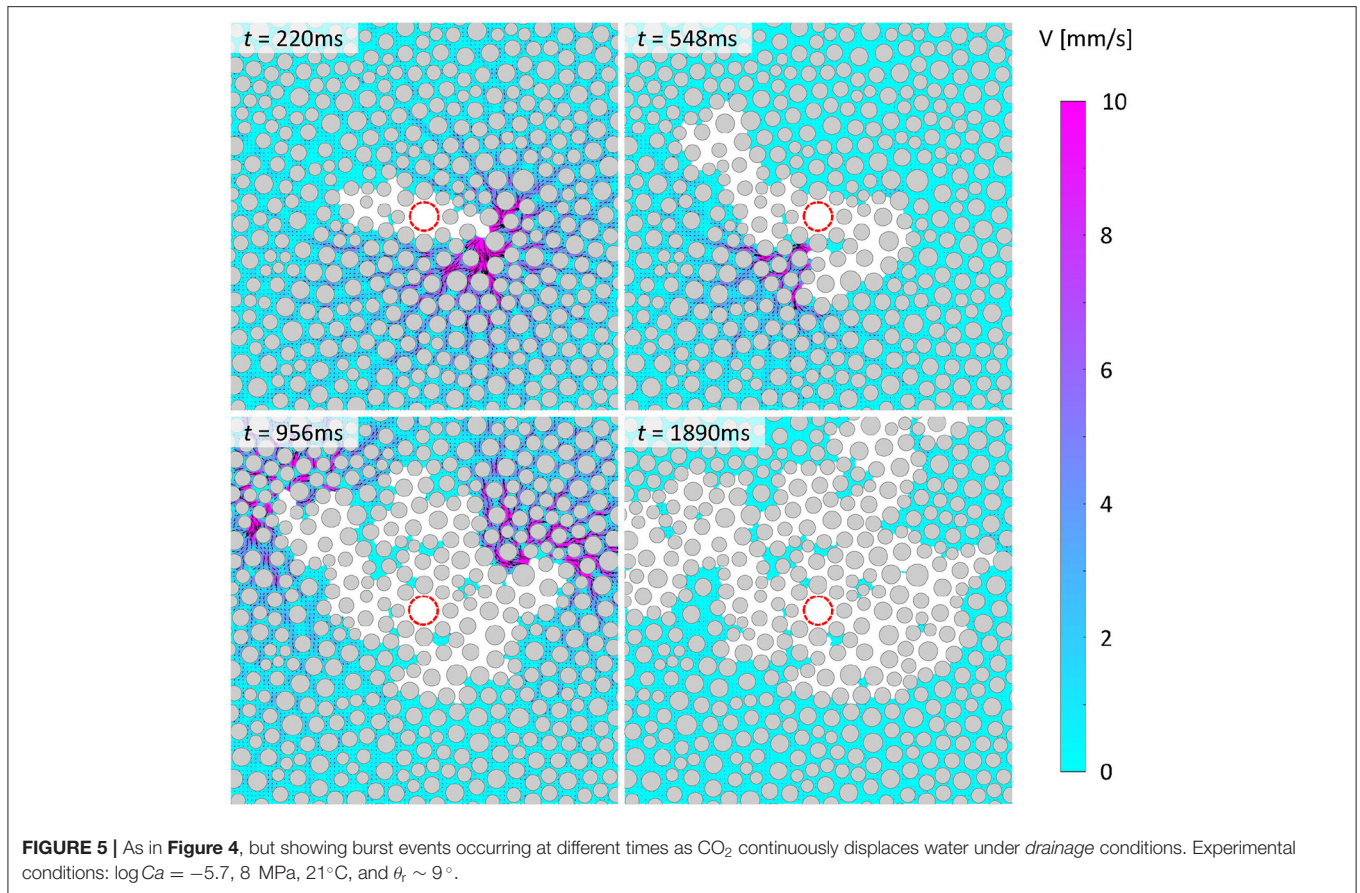 t = 220ms
t = 548ms
V [mm/s]
10
8
6
4
2
0
t = 956ms
t = 1890ms
FIGURE 5 | As in Figure 4, but showing burst events occurring at different times as CO₂ continuously displaces water under drainage conditions. Experimental
conditions: log Ca = −5.7, 8 MPa, 21°C, and θr ∼ 9°.